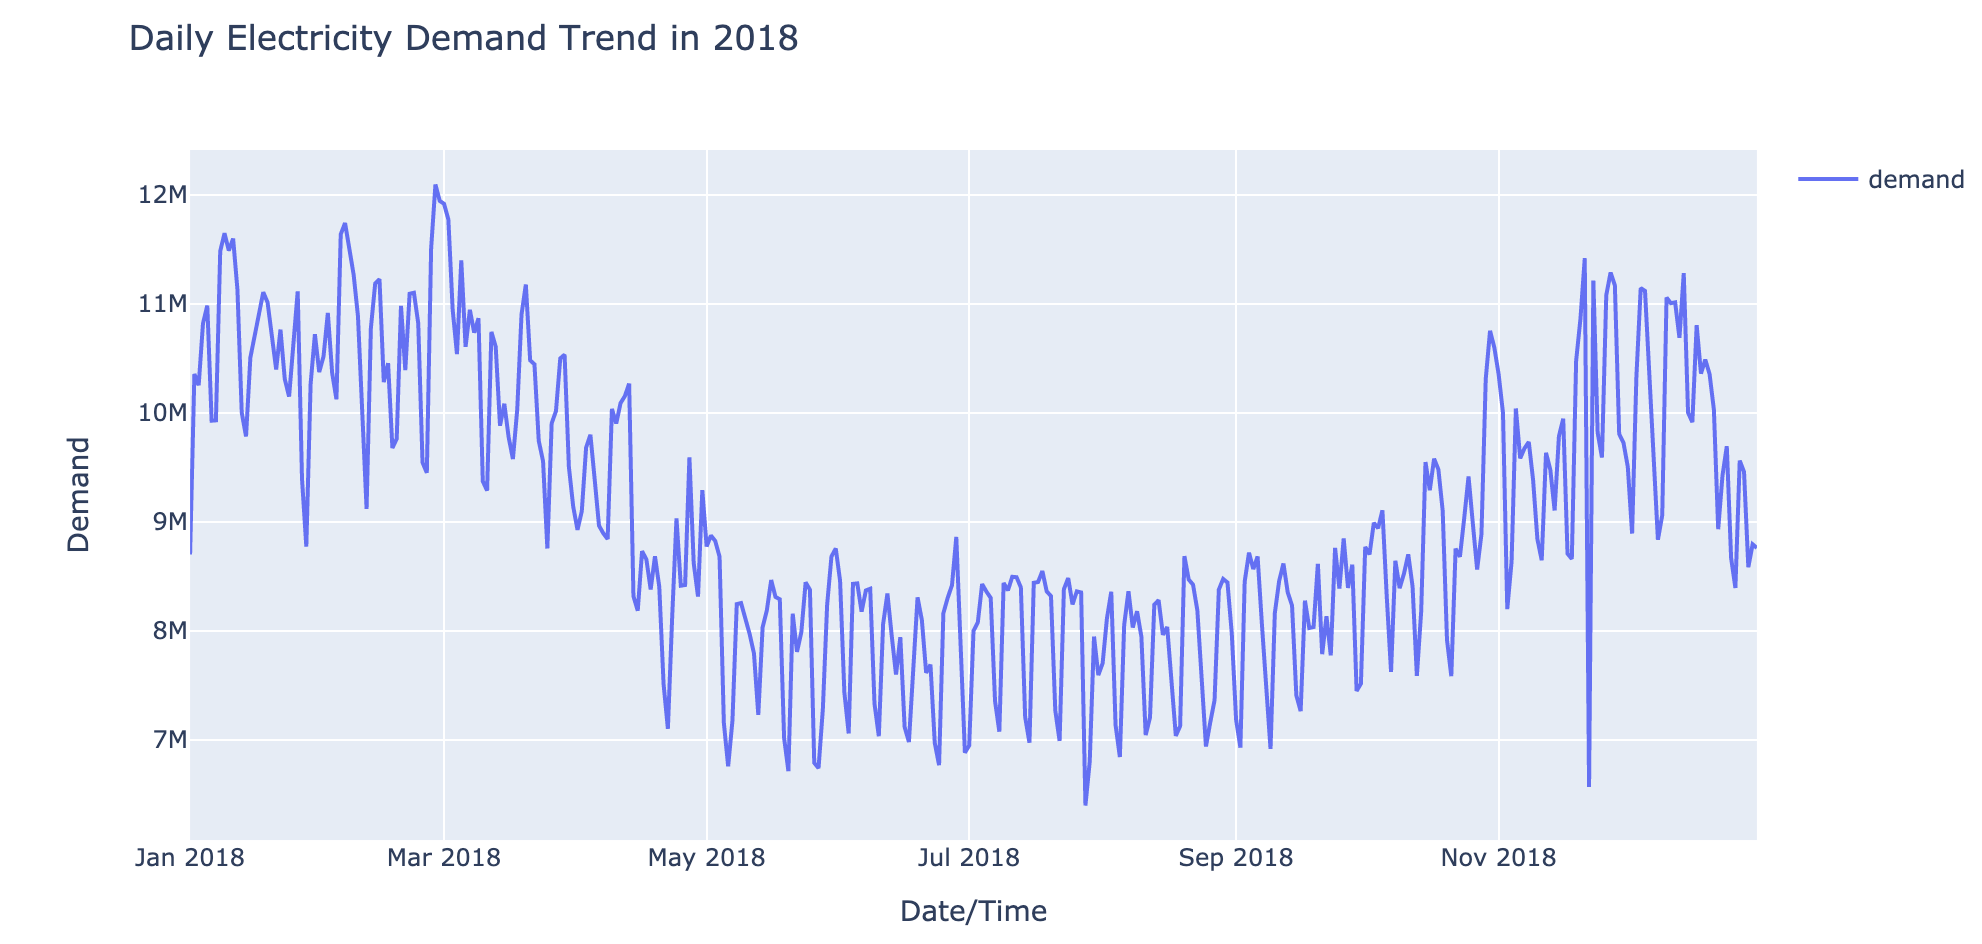 Daily Electricity Demand Trend in 2018
12M
11M
10M
9M
8M
7M
Demand
demand
Jan 2018
Mar 2018
May 2018
Jul 2018
Sep 2018
Nov 2018
Date/Time